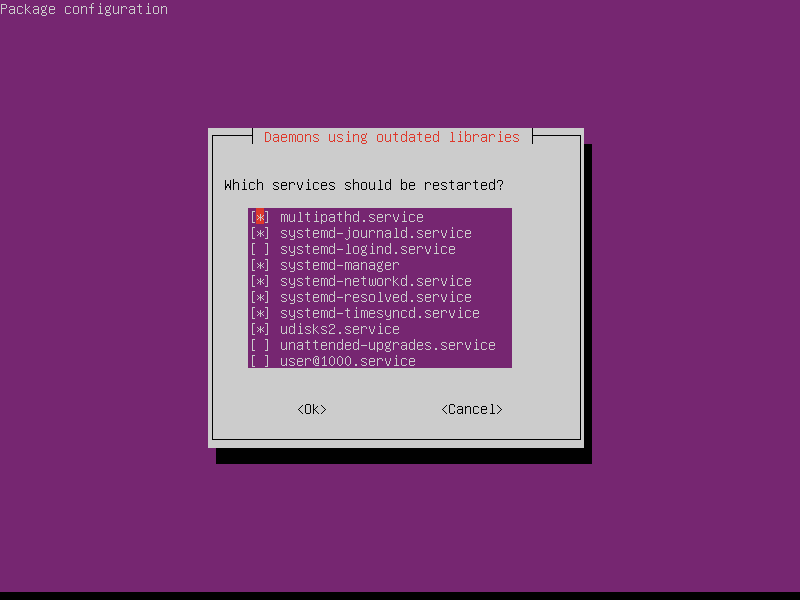 Package configuration
Daemons using outdated libraries
Which services should be restarted?
[*] multipathd.service
[*] systemd-journald.service
[ ] systemd-logind.service
[*] systemd-manager
[*] systemd-networkd.service
[*] systemd-resolved.service
[*] systemd-timesyncd.service
[*] udisks2.service
[ ] unattended-upgrades.service
[ ] user@1000.service
<Ok> <Cancel>